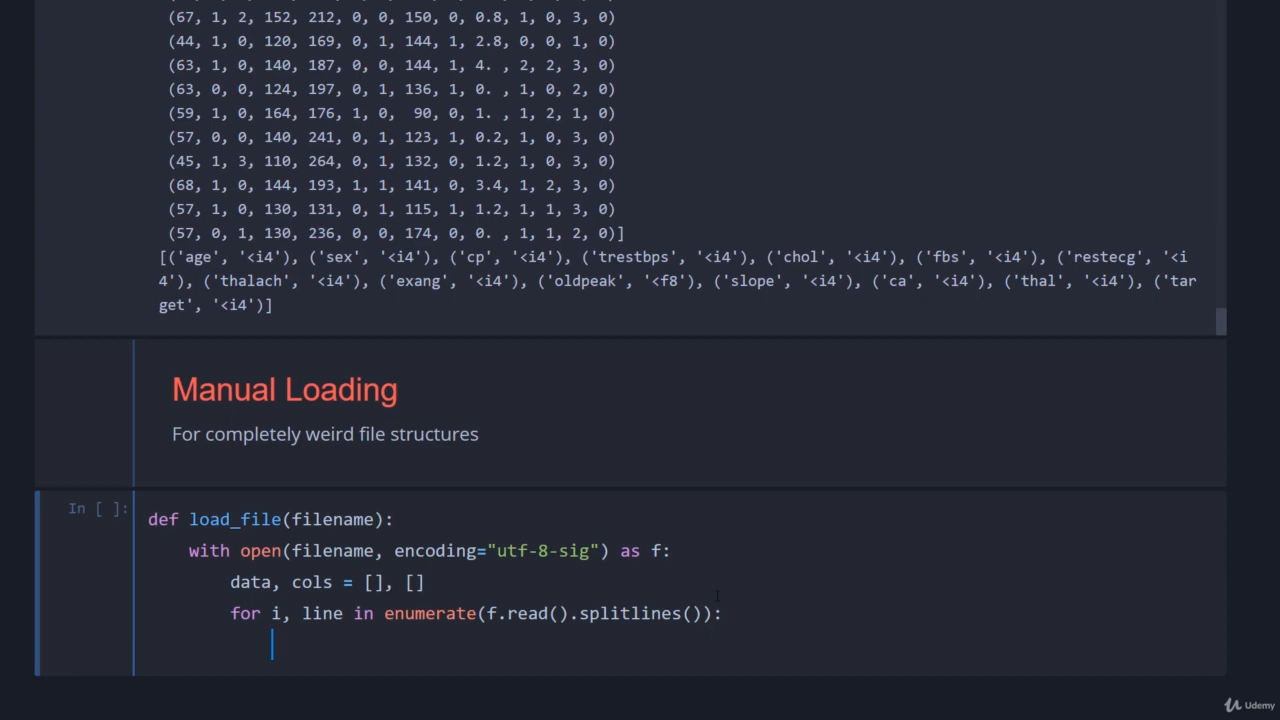 (67, 1, 2, 152, 212, 0, 0, 150, 0, 0.8, 1, 0, 3, 0)
(44, 1, 0, 120, 169, 0, 1, 144, 1, 2.8, 0, 0, 1, 0)
(63, 1, 0, 140, 187, 0, 0, 144, 1, 4. , 2, 2, 3, 0)
(63, 0, 0, 124, 197, 0, 1, 136, 1, 0. , 1, 0, 2, 0)
(59, 1, 0, 164, 176, 1, 0,  90, 0, 1. , 1, 2, 1, 0)
(57, 0, 0, 140, 241, 0, 1, 123, 1, 0.2, 1, 0, 3, 0)
(45, 1, 3, 110, 264, 0, 1, 132, 0, 1.2, 1, 0, 3, 0)
(68, 1, 0, 144, 193, 1, 1, 141, 0, 3.4, 1, 2, 3, 0)
(57, 1, 0, 130, 131, 0, 1, 115, 1, 1.2, 1, 1, 3, 0)
(57, 0, 1, 130, 236, 0, 0, 174, 0, 0. , 1, 1, 2, 0)]
[('age', '<i4'), ('sex', '<i4'), ('cp', '<i4'), ('trestbps', '<i4'), ('chol', '<i4'), ('fbs', '<i4'), ('restecg', '<i
4'), ('thalach', '<i4'), ('exang', '<i4'), ('oldpeak', '<f8'), ('slope', '<i4'), ('ca', '<i4'), ('thal', '<i4'), ('tar
get', '<i4')]
Manual Loading
For completely weird file structures
In [ ]:
def load_file(filename):
    with open(filename, encoding="utf-8-sig") as f:
        data, cols = [], []
        for i, line in enumerate(f.read().splitlines()):
Udemy